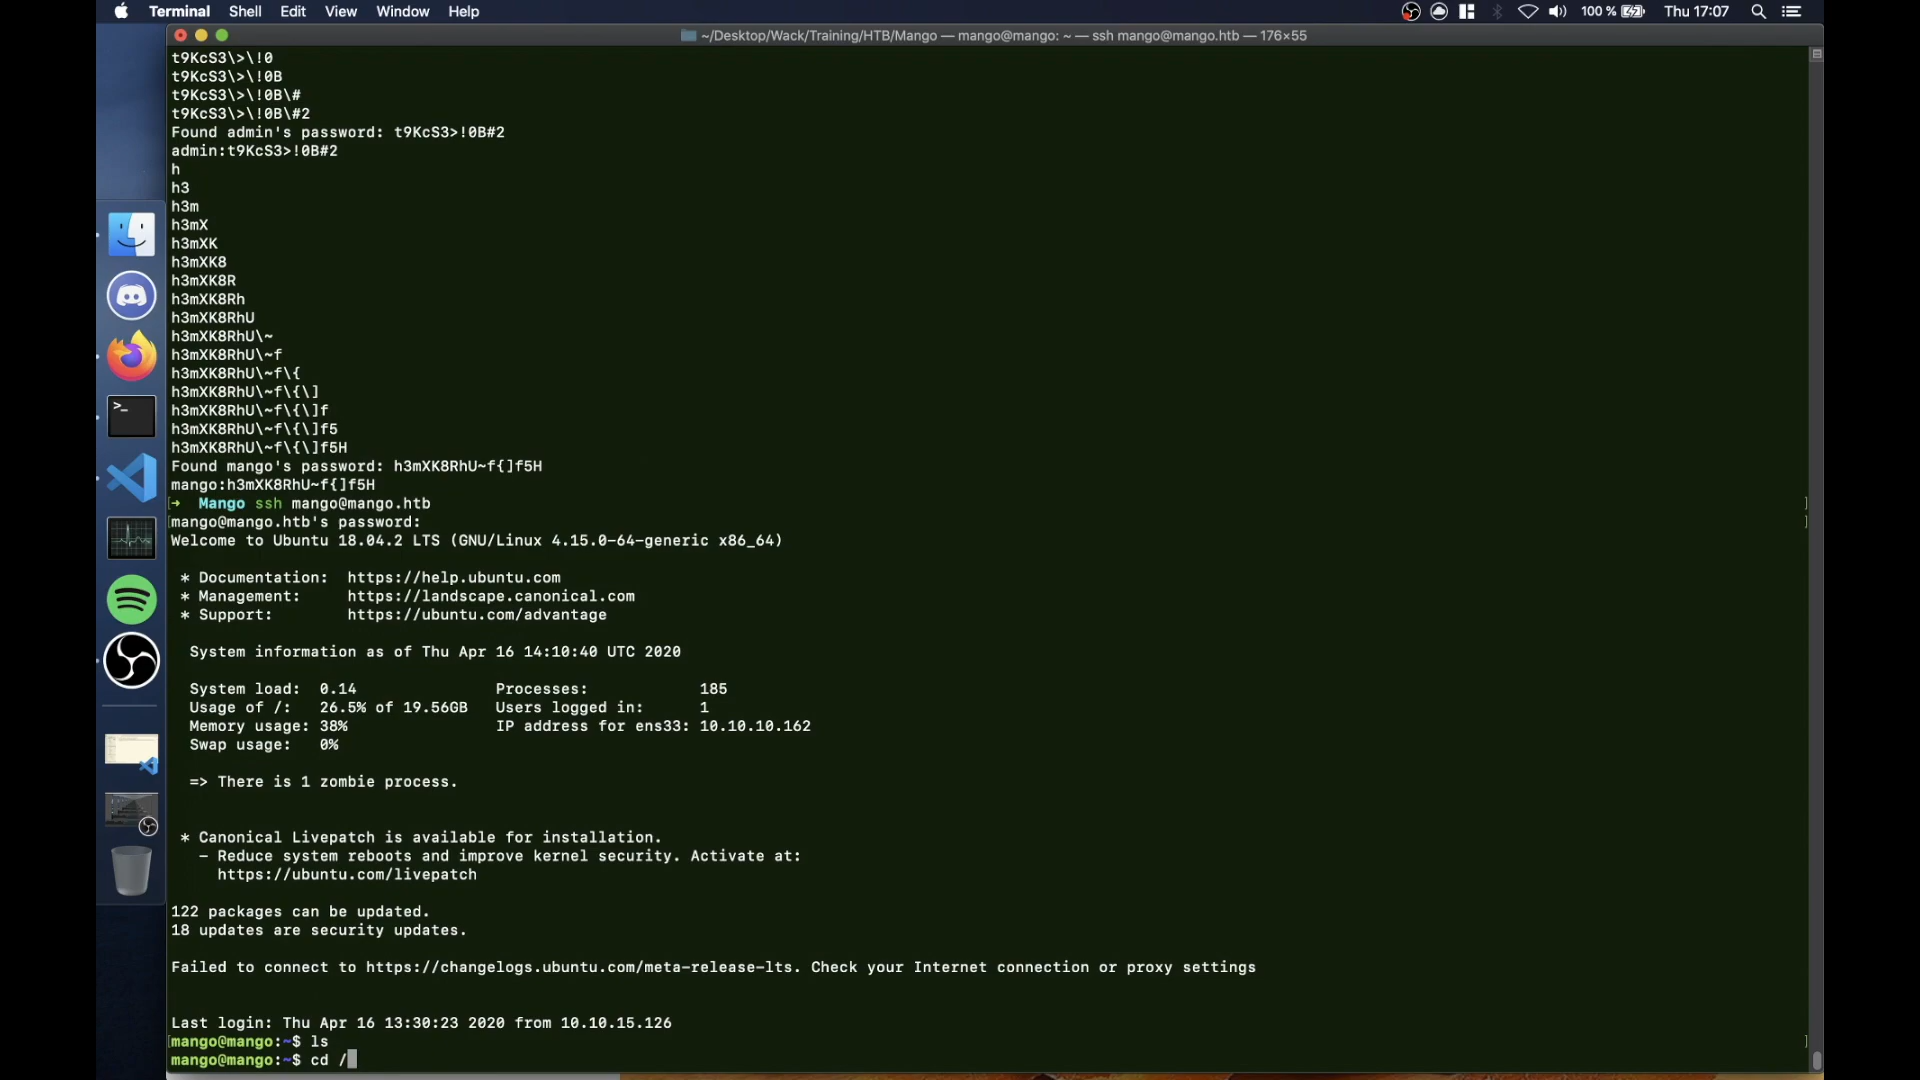 Terminal Shell Edit View Window Help 100 % Thu 17:07
~/Desktop/Wack/Training/HTB/Mango — mango@mango: ~ — ssh mango@mango.htb — 176×55
t9KcS3\>\!0
t9KcS3\>\!0B
t9KcS3\>\!0B\#
t9KcS3\>\!0B\#2
Found admin's password: t9KcS3>!0B#2
admin:t9KcS3>!0B#2
h
h3
h3m
h3mX
h3mXK
h3mXK8
h3mXK8R
h3mXK8Rh
h3mXK8RhU
h3mXK8RhU\~
h3mXK8RhU\~f
h3mXK8RhU\~f\{
h3mXK8RhU\~f\{\]
h3mXK8RhU\~f\{\]f
h3mXK8RhU\~f\{\]f5
h3mXK8RhU\~f\{\]f5H
Found mango's password: h3mXK8RhU~f{]f5H
mango:h3mXK8RhU~f{]f5H
[➜  Mango ssh mango@mango.htb ]
[mango@mango.htb's password: ]
Welcome to Ubuntu 18.04.2 LTS (GNU/Linux 4.15.0-64-generic x86_64)
* Documentation:  https://help.ubuntu.com
* Management:     https://landscape.canonical.com
* Support:        https://ubuntu.com/advantage
System information as of Thu Apr 16 14:10:40 UTC 2020
System load:  0.14               Processes:            185
Usage of /:   26.5% of 19.56GB   Users logged in:      1
Memory usage: 38%                IP address for ens33: 10.10.10.162
Swap usage:   0%
=> There is 1 zombie process.
* Canonical Livepatch is available for installation.
- Reduce system reboots and improve kernel security. Activate at:
https://ubuntu.com/livepatch
122 packages can be updated.
18 updates are security updates.
Failed to connect to https://changelogs.ubuntu.com/meta-release-lts. Check your Internet connection or proxy settings
Last login: Thu Apr 16 13:30:23 2020 from 10.10.15.126
[mango@mango:~$ ls ]
mango@mango:~$ cd /